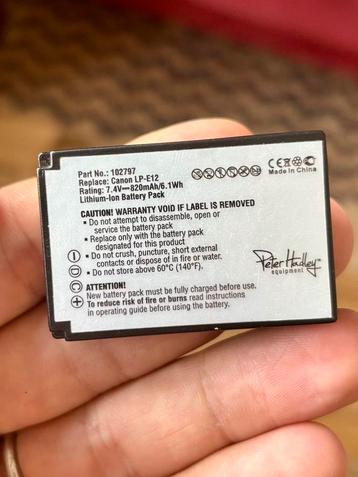 Part No.: 102797
Replace: Canon LP-E12
Rating: 7.4V⎓820mAh/6.1Wh
Lithium-Ion Battery Pack
CE
Made In China
CAUTION! WARRANTY VOID IF LABEL IS REMOVED
• Do not attempt to disassemble, open or
service the battery pack
• Replace only with the battery pack
designated for this product
• Do not crush, puncture, short external
contacts or dispose of in fire or water.
• Do not store above 60°C (140°F).
ATTENTION!
New battery pack must be fully charged before use.
To reduce risk of fire or burns read instructions
in operating guide before using the battery.
Peter Hadley
equipment